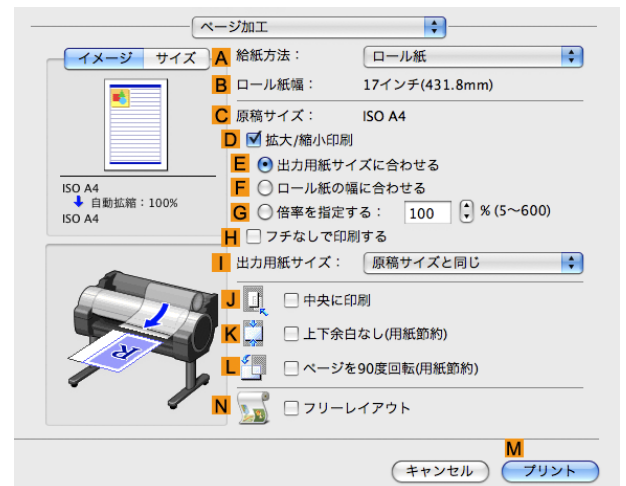 ページ加工
イメージ サイズ
A 給紙方法： ロール紙
B ロール紙幅： 17インチ(431.8mm)
C 原稿サイズ： ISO A4
D 拡大/縮小印刷
E 出力用紙サイズに合わせる
F ロール紙の幅に合わせる
G 倍率を指定する： 100 % (5〜600)
H フチなしで印刷する
I 出力用紙サイズ： 原稿サイズと同じ
ISO A4
自動拡縮：100%
ISO A4
J 中央に印刷
K 上下余白なし(用紙節約)
L ページを90度回転(用紙節約)
N フリーレイアウト
R
M
キャンセル プリント